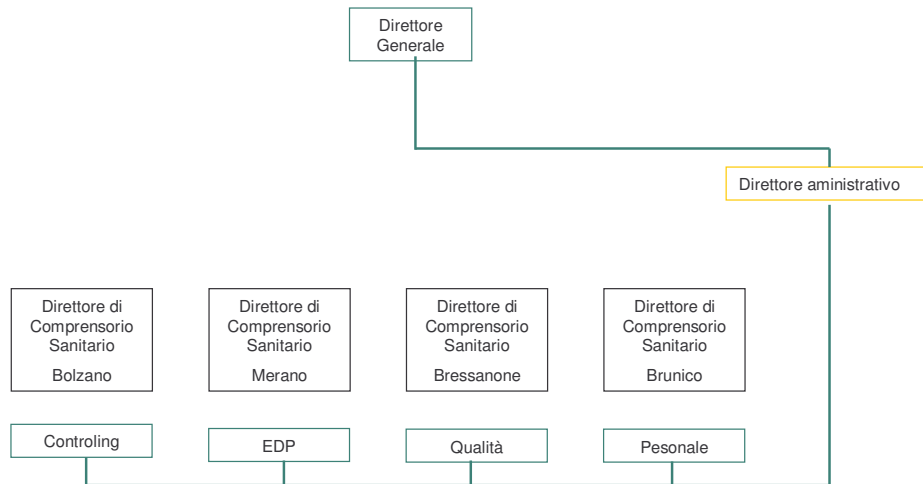 Direttore
Generale
Direttore aministrativo
Direttore di
Comprensorio
Sanitario
Bolzano
Direttore di
Comprensorio
Sanitario
Merano
Direttore di
Comprensorio
Sanitario
Bressanone
Direttore di
Comprensorio
Sanitario
Brunico
Controling
EDP
Qualità
Pesonale